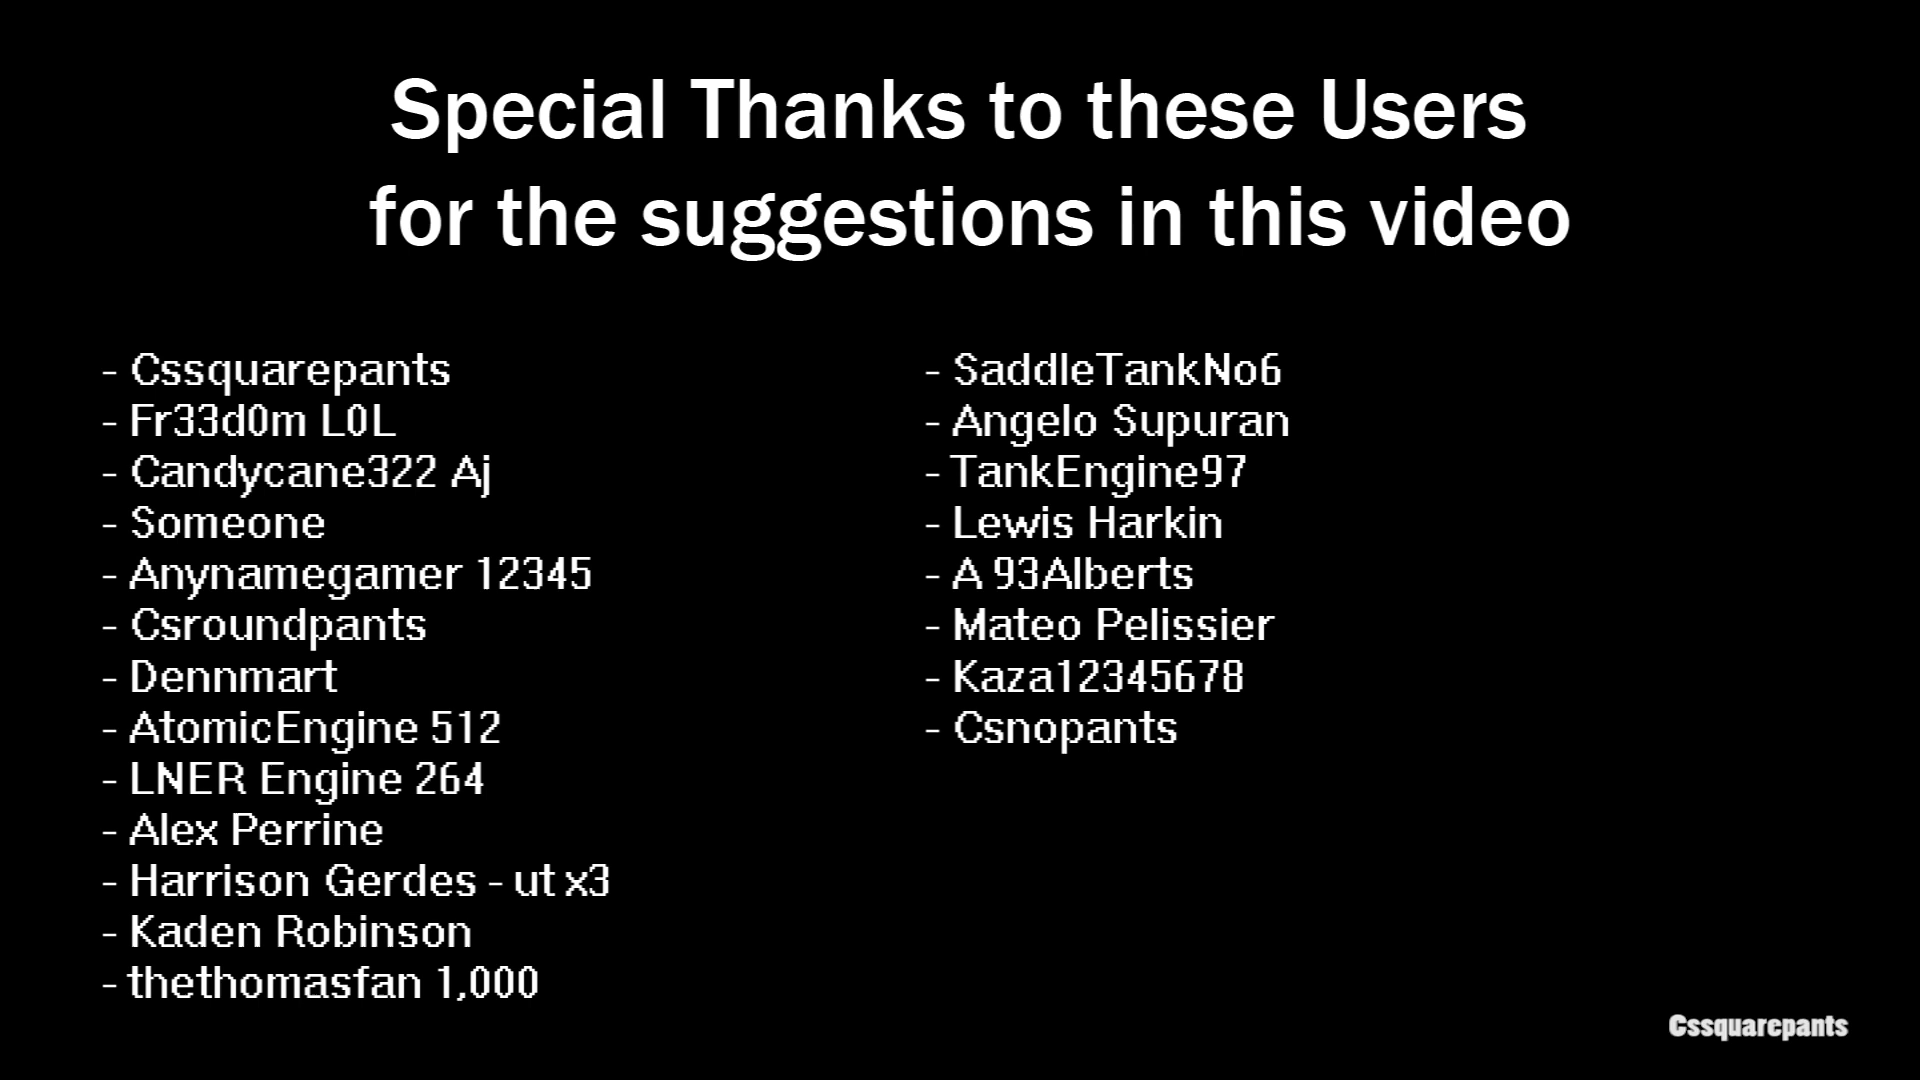 Special Thanks to these Users
for the suggestions in this video
- Cssquarepants
- Fr33d0m L0L
- Candycane322 Aj
- Someone
- Anynamegamer 12345
- Csroundpants
- Dennmart
- AtomicEngine 512
- LNER Engine 264
- Alex Perrine
- Harrison Gerdes - ut x3
- Kaden Robinson
- thethomasfan 1,000
- SaddleTankNo6
- Angelo Supuran
- TankEngine97
- Lewis Harkin
- A 93Alberts
- Mateo Pelissier
- Kaza12345678
- Csnopants
Cssquarepants